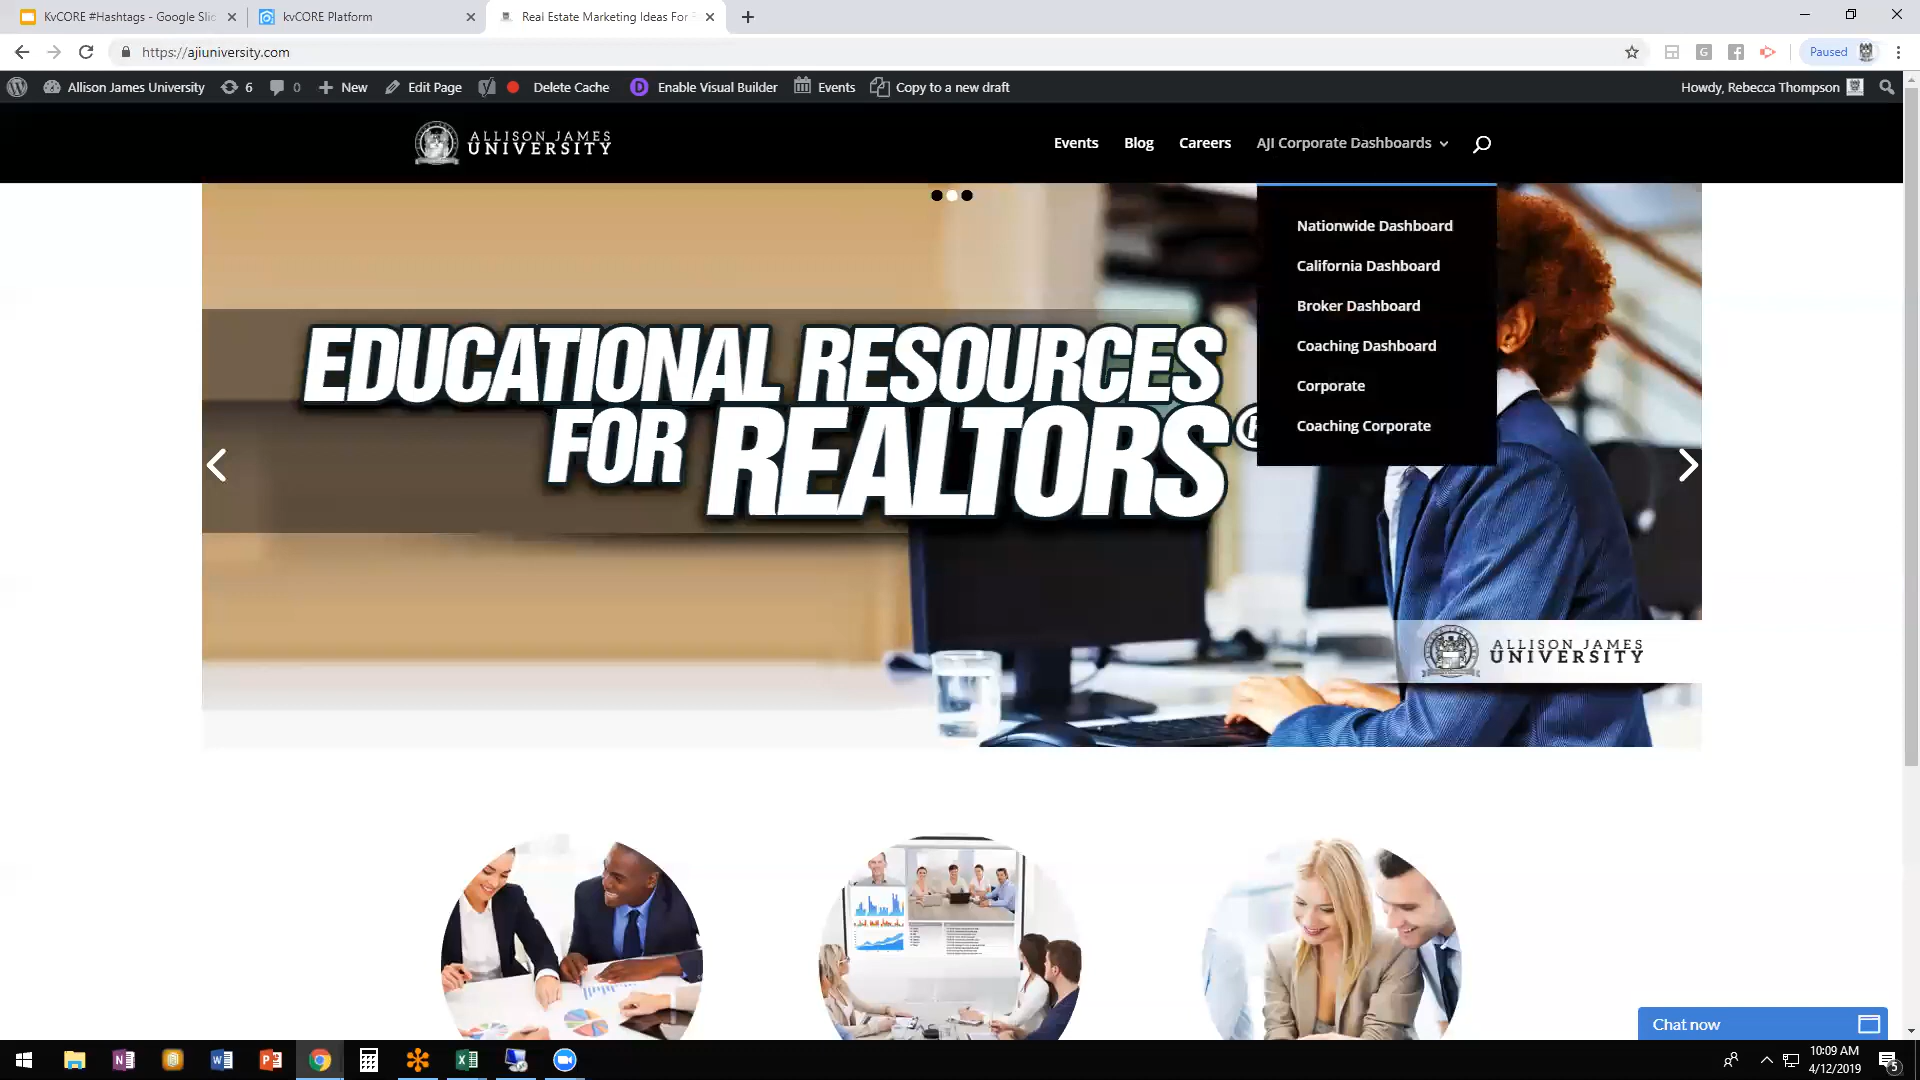 KvCORE #Hashtags - Google Slic
kvCORE Platform
Real Estate Marketing Ideas For
https://ajiuniversity.com
Paused
Allison James University
6
0
New
Edit Page
Delete Cache
Enable Visual Builder
Events
Copy to a new draft
Howdy, Rebecca Thompson
ALLISON JAMES
UNIVERSITY
Events
Blog
Careers
AJI Corporate Dashboards
Nationwide Dashboard
California Dashboard
Broker Dashboard
Coaching Dashboard
Corporate
Coaching Corporate
EDUCATIONAL RESOURCES
FOR REALTORS®
ALLISON JAMES
UNIVERSITY
Chat now
10:09 AM
4/12/2019
5